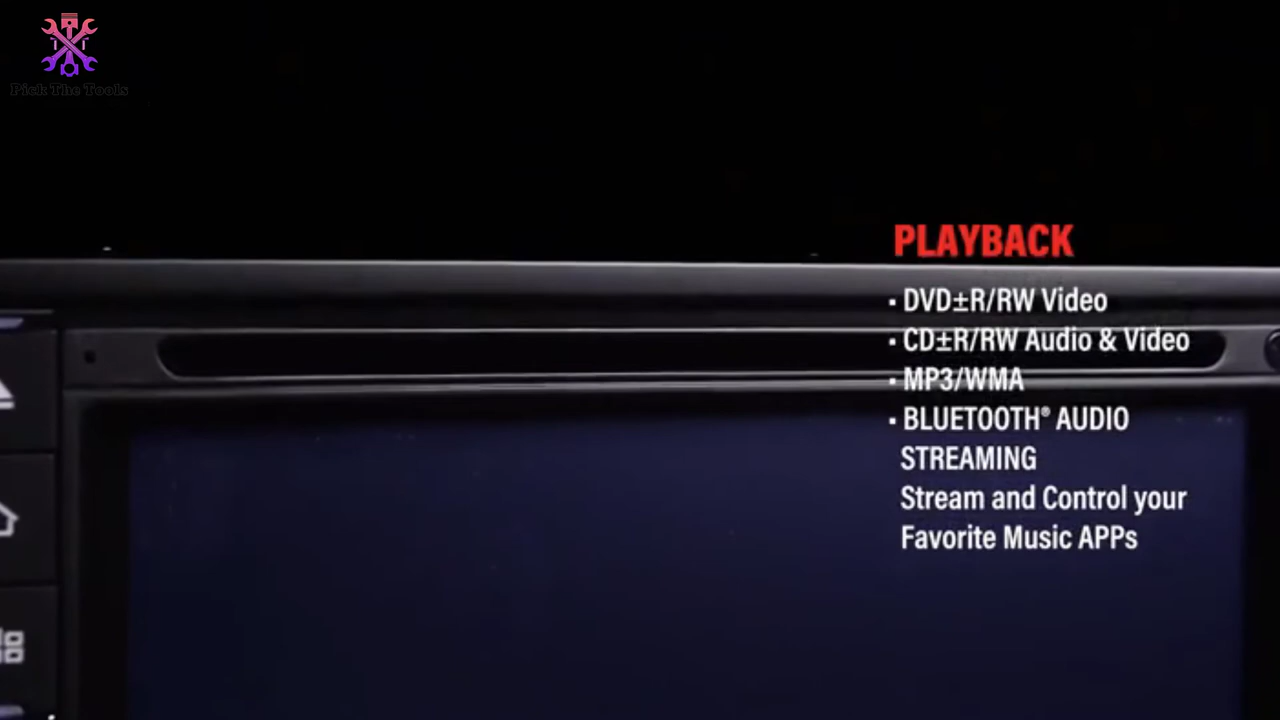 Pick The Tools
PLAYBACK
▪ DVD±R/RW Video
▪ CD±R/RW Audio & Video
▪ MP3/WMA
▪ BLUETOOTH® AUDIO
STREAMING
Stream and Control your
Favorite Music APPs